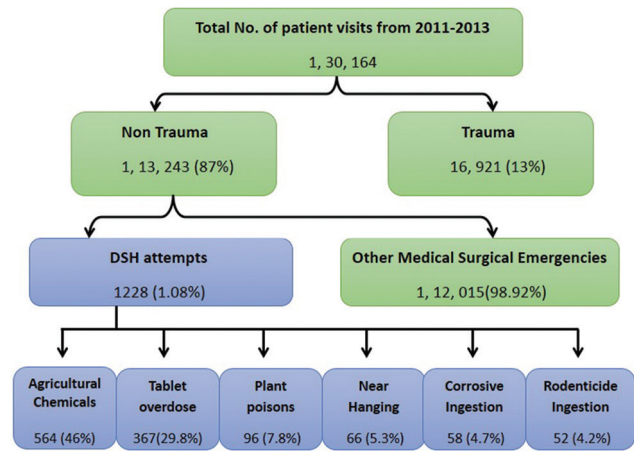 Total No. of patient visits from 2011-2013
1, 30, 164
Non Trauma
1, 13, 243 (87%)
Trauma
16, 921 (13%)
DSH attempts
1228 (1.08%)
Other Medical Surgical Emergencies
1, 12, 015(98.92%)
Agricultural
Chemicals
564 (46%)
Tablet
overdose
367(29.8%)
Plant
poisons
96 (7.8%)
Near
Hanging
66 (5.3%)
Corrosive
Ingestion
58 (4.7%)
Rodenticide
Ingestion
52 (4.2%)